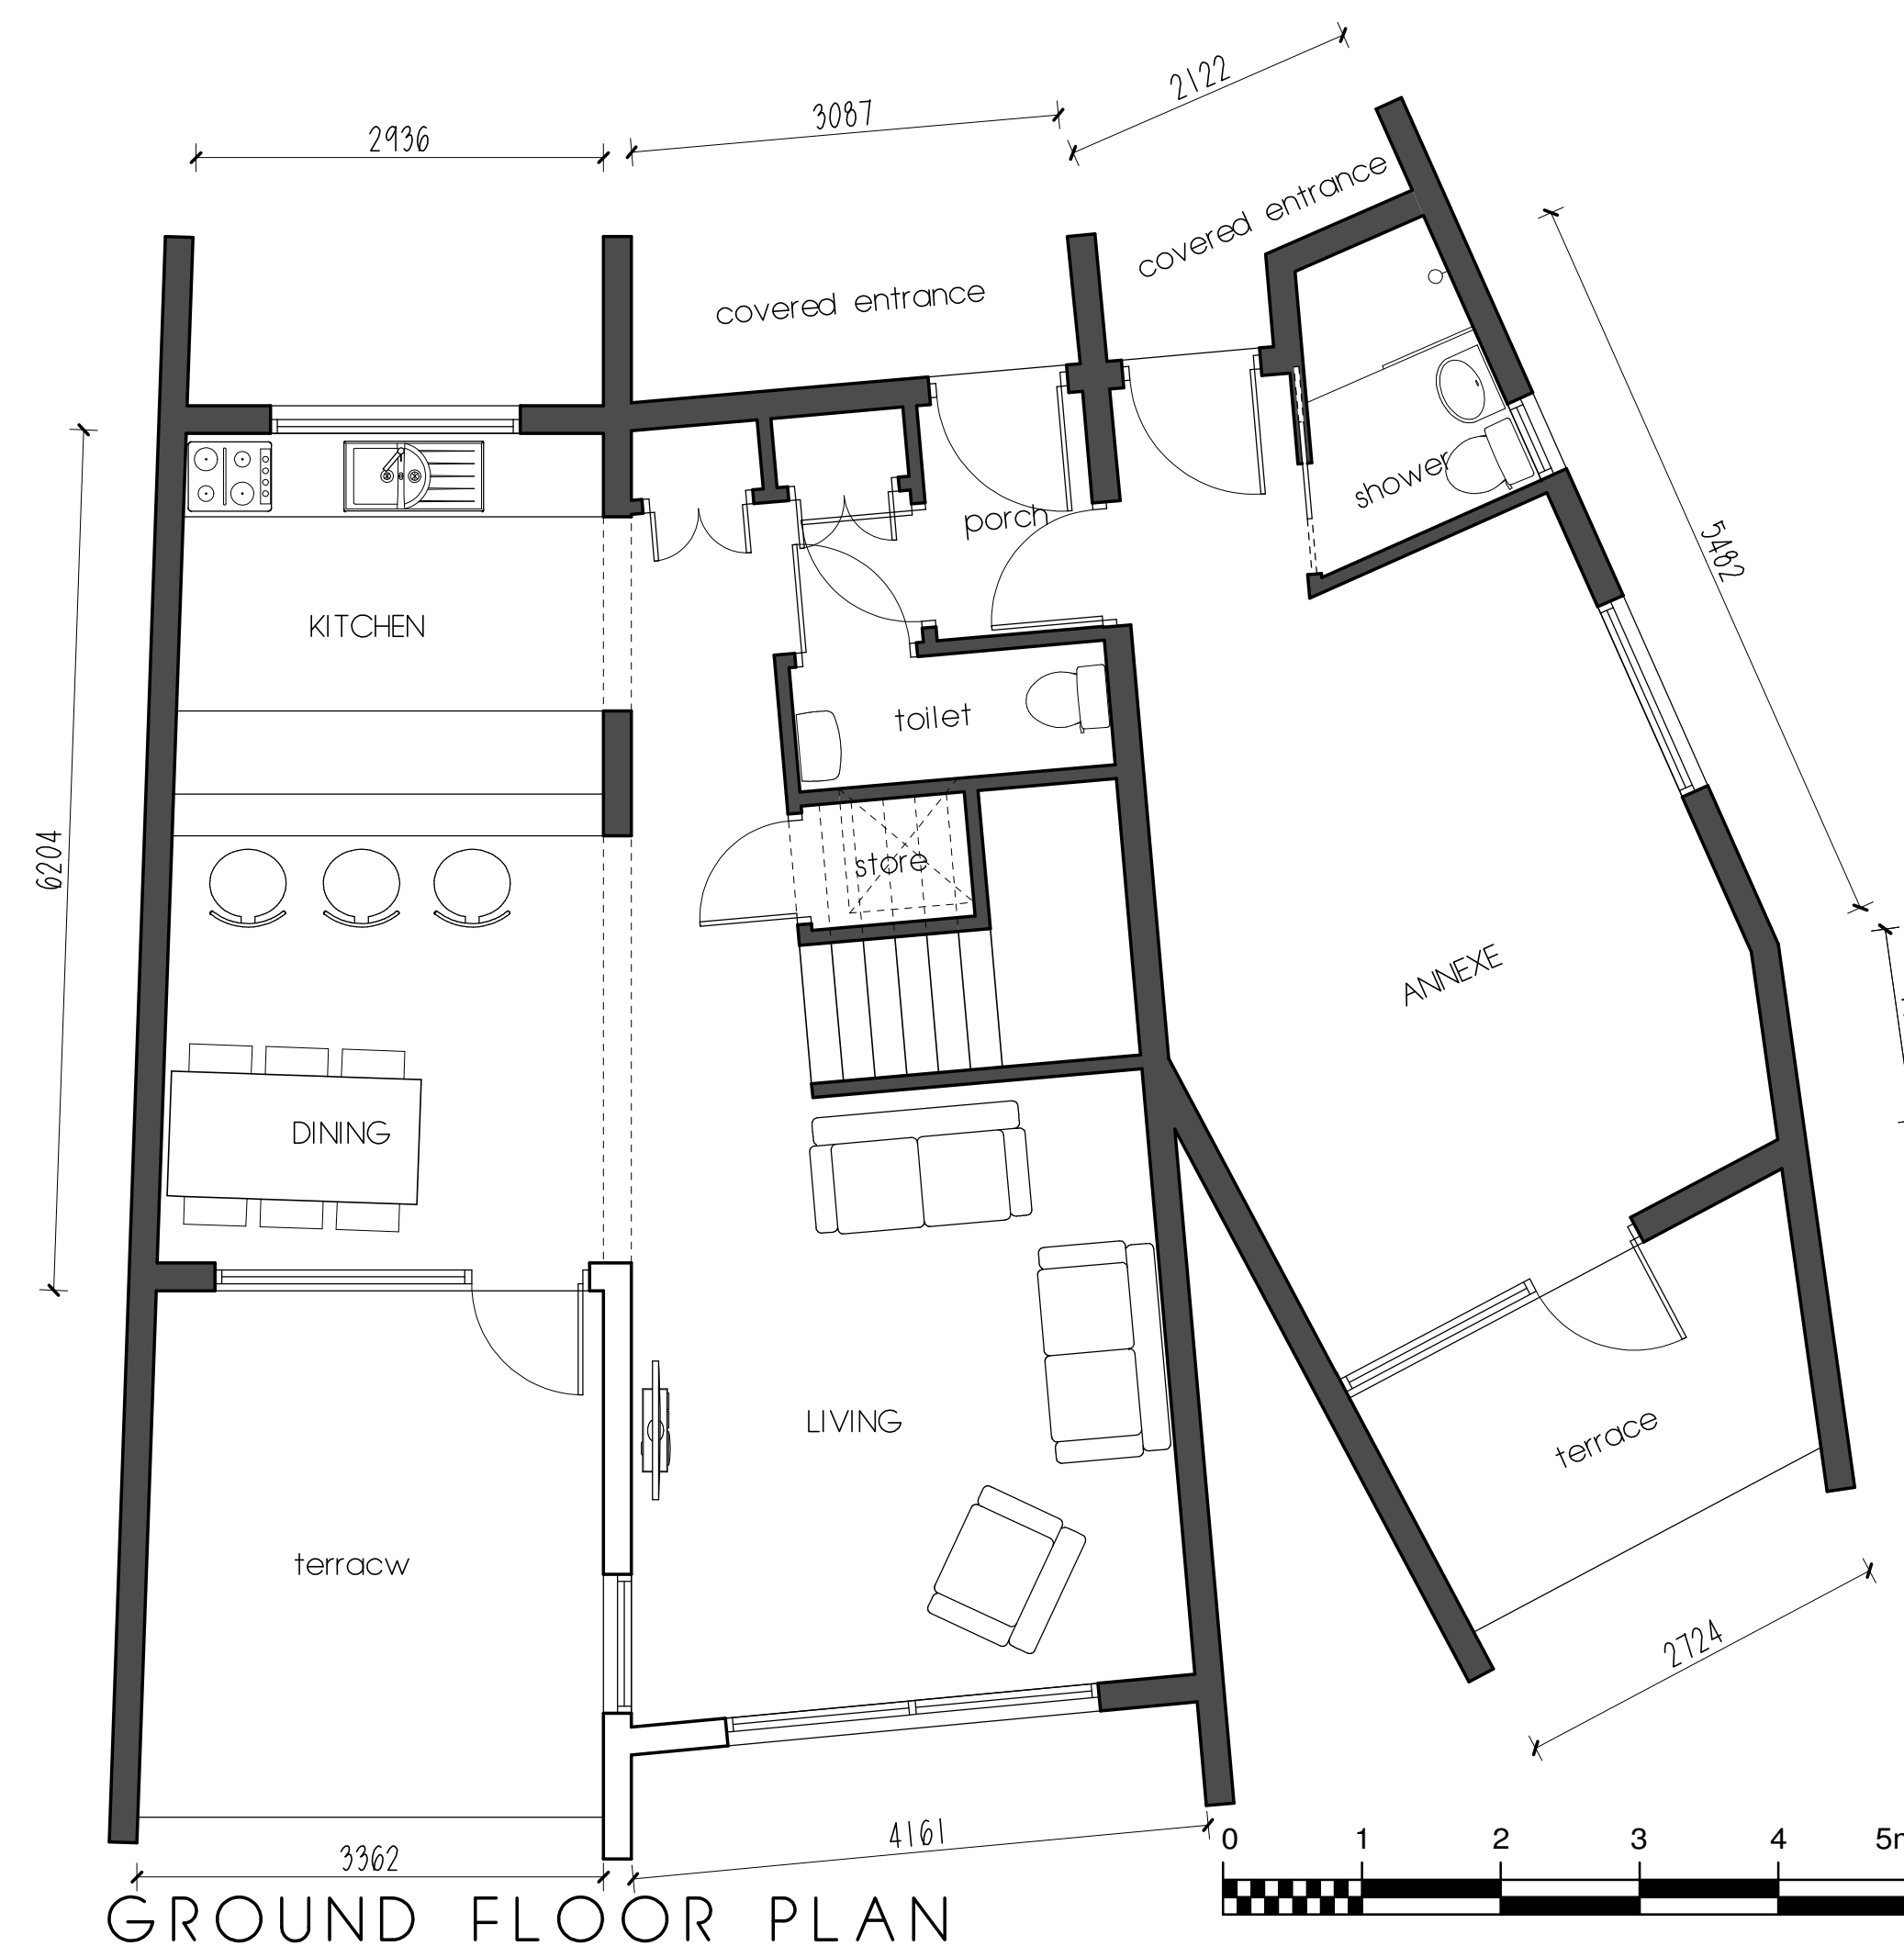 2122
3087
2936
covered entrance
covered entrance
shower
porch
5482
KITCHEN
toilet
6204
store
ANNEXE
DINING
LIVING
terrace
terracw
2724
4161
3362
0 1 2 3 4
GROUND FLOOR PLAN